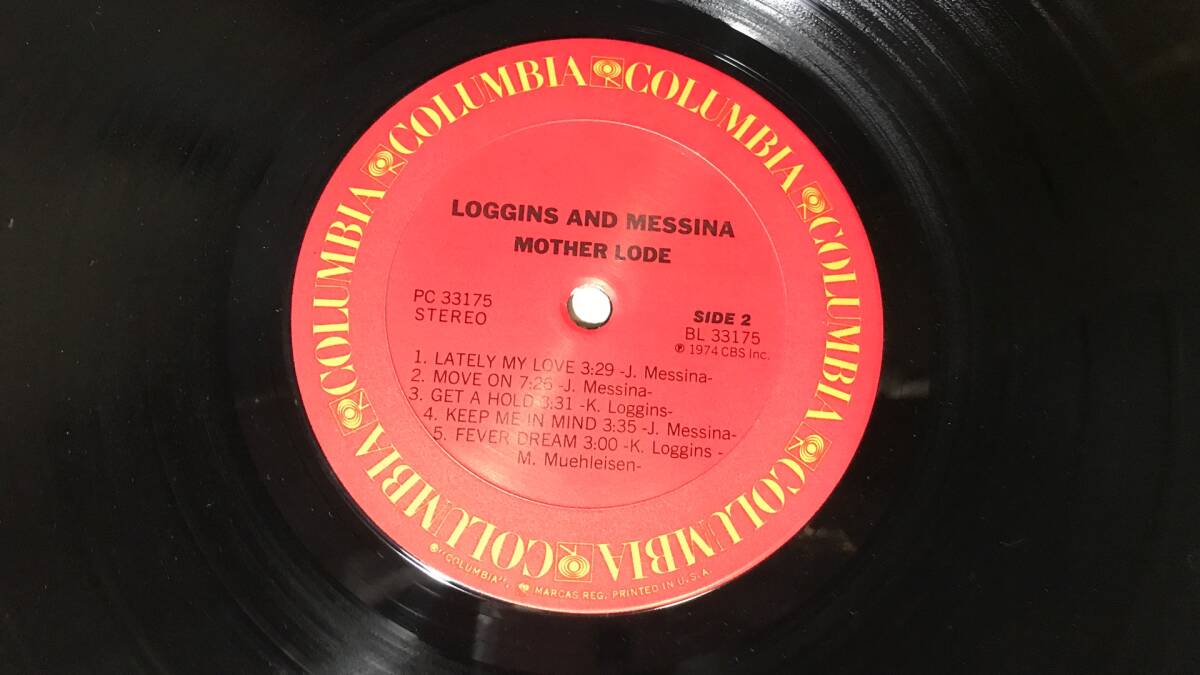 COLUMBIA COLUMBIA COLUMBIA COLUMBIA COLUMBIA COLUMBIA
LOGGINS AND MESSINA
MOTHER LODE
PC 33175
STEREO
SIDE 2
BL 33175
℗ 1974 CBS Inc.
1. LATELY MY LOVE 3:29 -J. Messina-
2. MOVE ON 7:26 -J. Messina-
3. GET A HOLD 3:31 -K. Loggins-
4. KEEP ME IN MIND 3:35 -J. Messina-
5. FEVER DREAM 3:00 -K. Loggins -
M. Muehleisen-
®"COLUMBIA", MARCAS REG. PRINTED IN U.S.A.